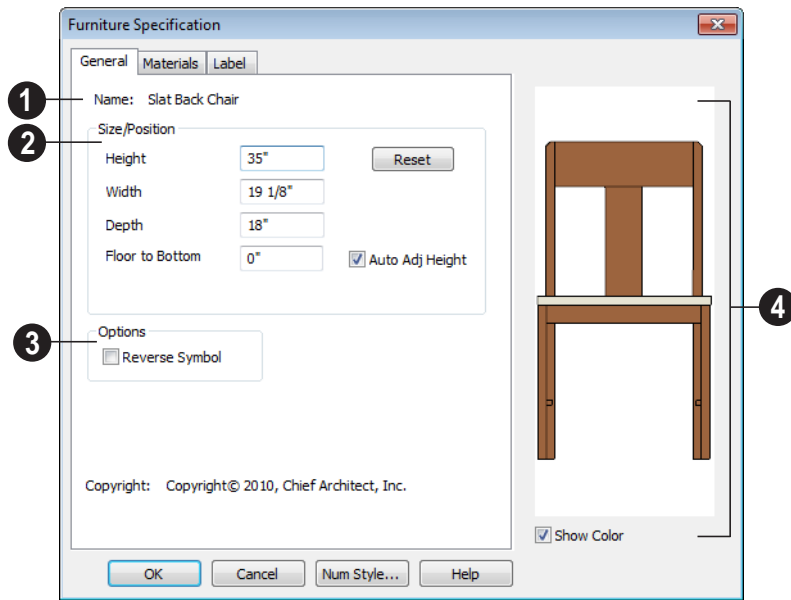 Furniture Specification
General Materials Label
1 Name: Slat Back Chair
2 Size/Position
Height 35" Reset
Width 19 1/8"
Depth 18"
Floor to Bottom 0" Auto Adj Height
4
3 Options
Reverse Symbol
Copyright: Copyright© 2010, Chief Architect, Inc.
Show Color
OK Cancel Num Style... Help